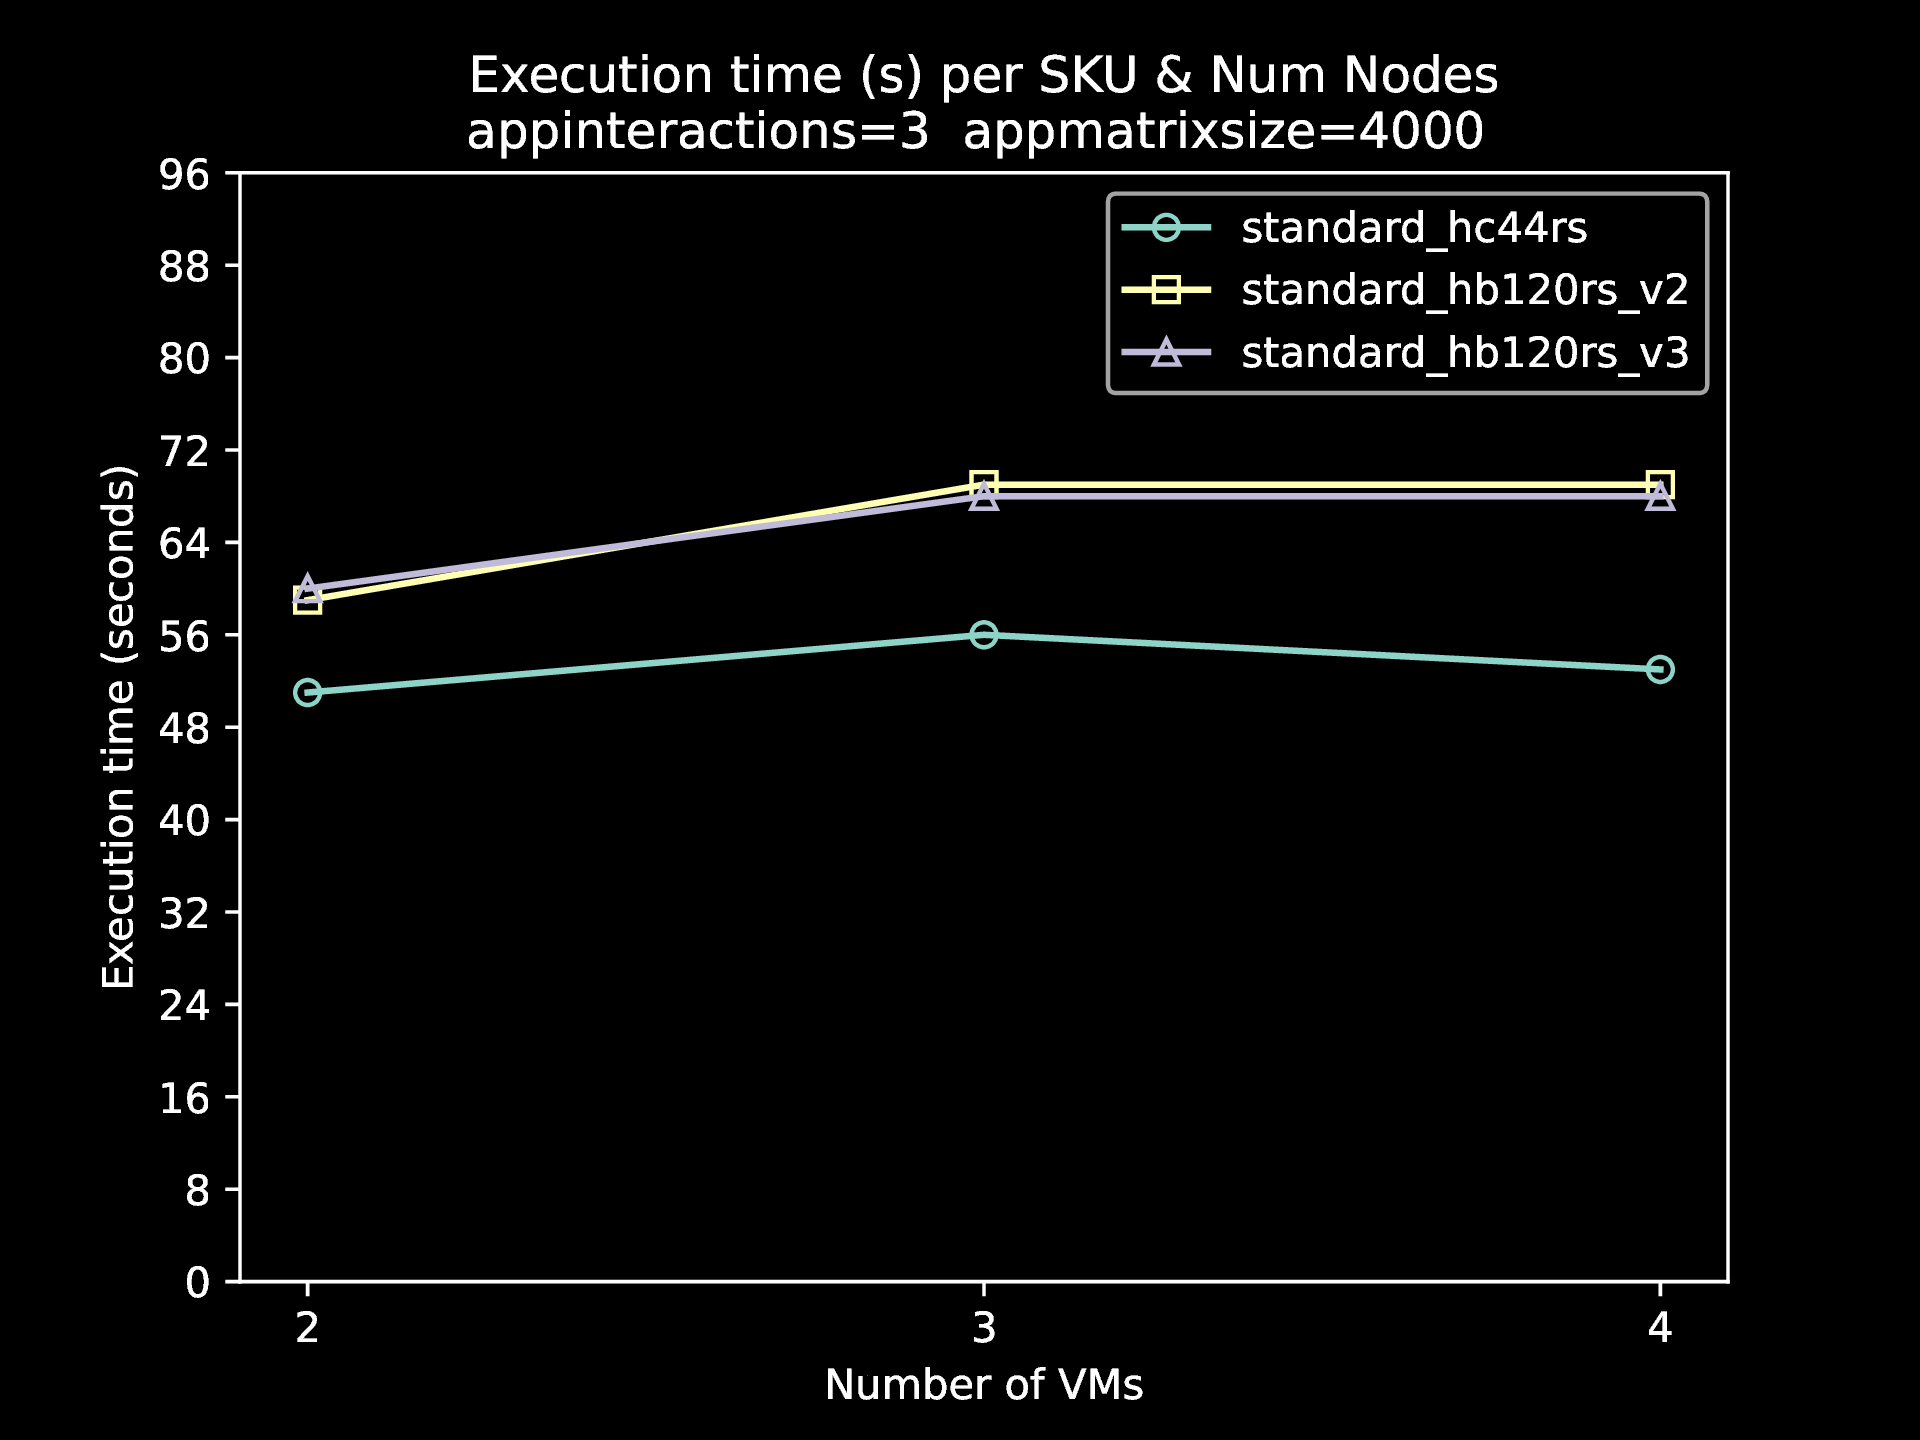 Execution time (s) per SKU & Num Nodes
appinteractions=3  appmatrixsize=4000
standard_hc44rs
standard_hb120rs_v2
standard_hb120rs_v3
Execution time (seconds)
96
88
80
72
64
56
48
40
32
24
16
8
0
2
3
4
Number of VMs